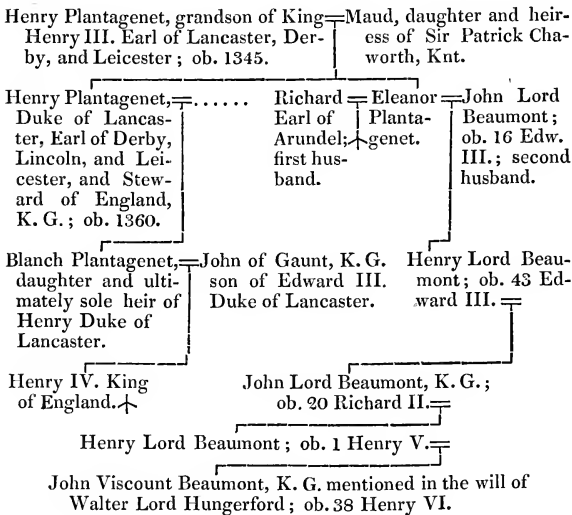 Henry Plantagenet, grandson of King
Henry III. Earl of Lancaster, Der-
by, and Leicester ; ob. 1345.
Maud, daughter and heir-
ess of Sir Patrick Cha-
worth, Knt.
Henry Plantagenet,
Duke of Lancas-
ter, Earl of Derby,
Lincoln, and Lei-
cester, and Stew-
ard of England,
K. G. ; ob. 1360.
......
Richard
Earl of
Arundel;
first hus-
band.
Eleanor
Planta-
genet.
John Lord
Beaumont ;
ob. 16 Edw.
III. ; second
husband.
Blanch Plantagenet,
daughter and ulti-
mately sole heir of
Henry Duke of
Lancaster.
John of Gaunt, K. G.
son of Edward III.
Duke of Lancaster.
Henry Lord Beau-
mont ; ob. 43 Ed-
ward III.
Henry IV. King
of England.
John Lord Beaumont, K. G. ;
ob. 20 Richard II.
Henry Lord Beaumont ; ob. 1 Henry V.
John Viscount Beaumont, K. G. mentioned in the will of
Walter Lord Hungerford ; ob. 38 Henry VI.